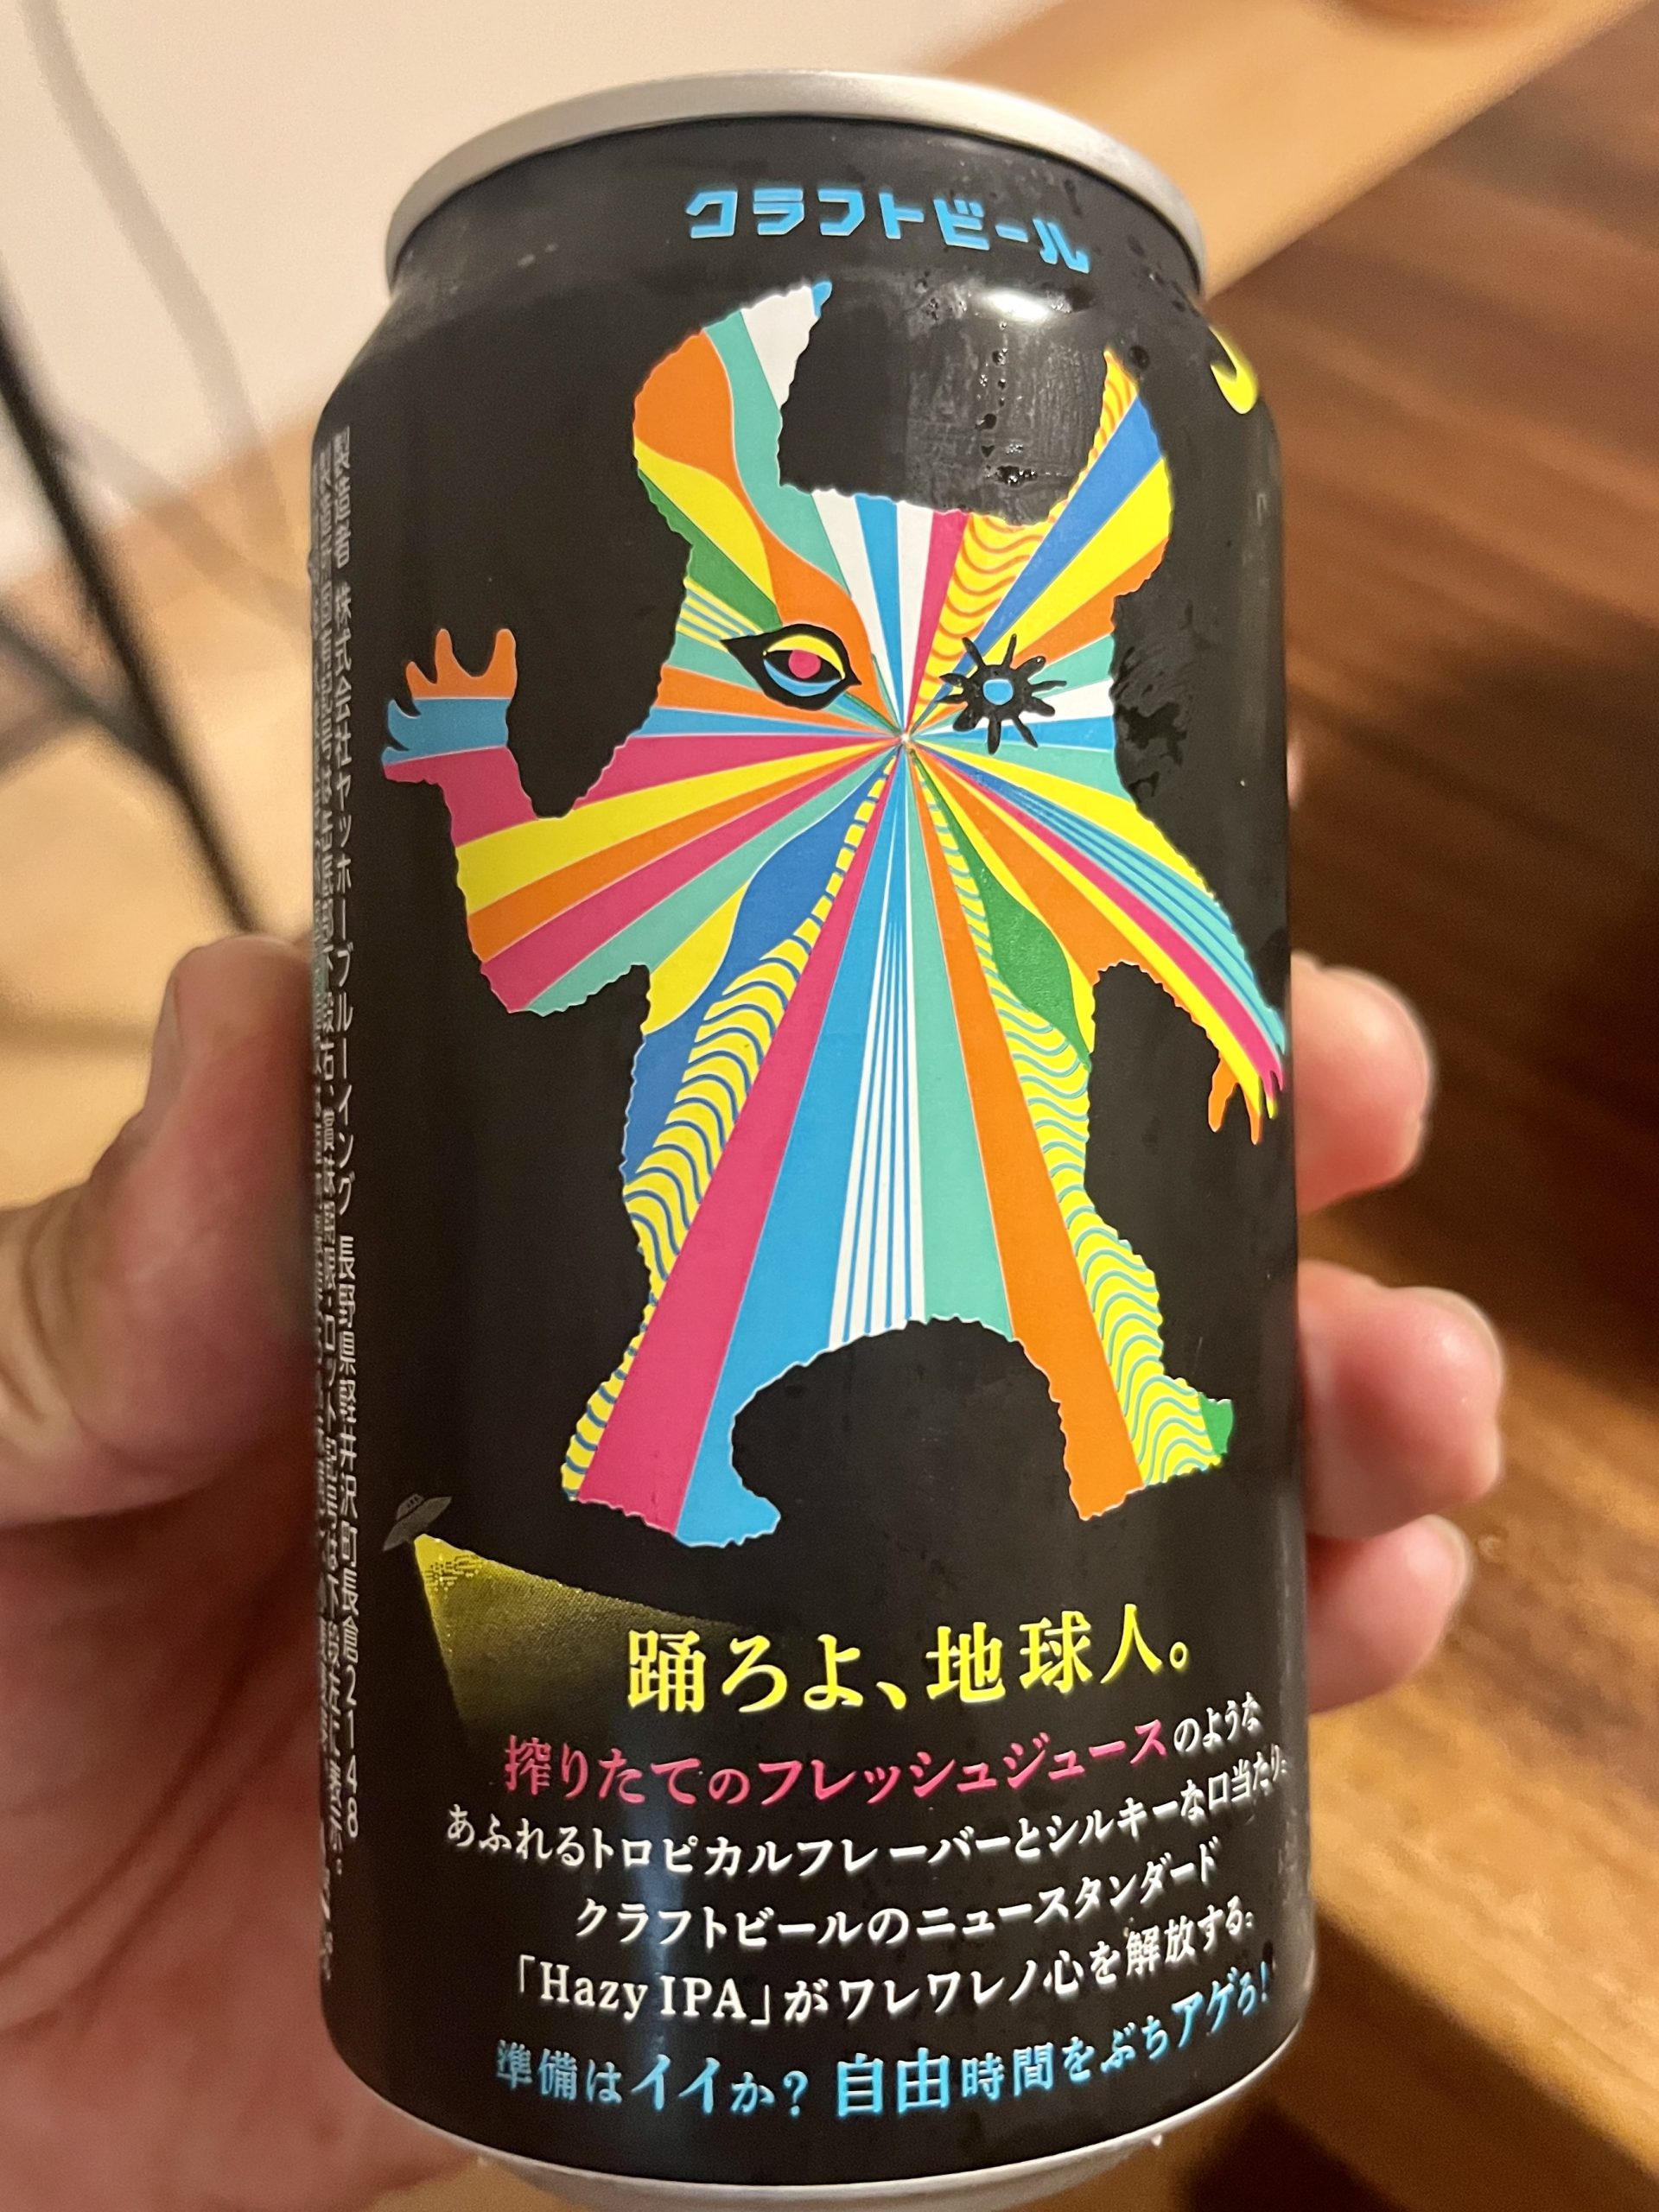 クラフトビール
製造者 株式会社ヤッホーブルーイング 長野県軽井沢町長倉2148
踊ろよ、地球人。
搾りたてのフレッシュジュースのような
あふれるトロピカルフレーバーとシルキーな口当たり:
クラフトビールのニュースタンダード
「Hazy IPA」がワレワレノ心を解放する:
準備はイイか? 自由時間をぶちアゲろ!